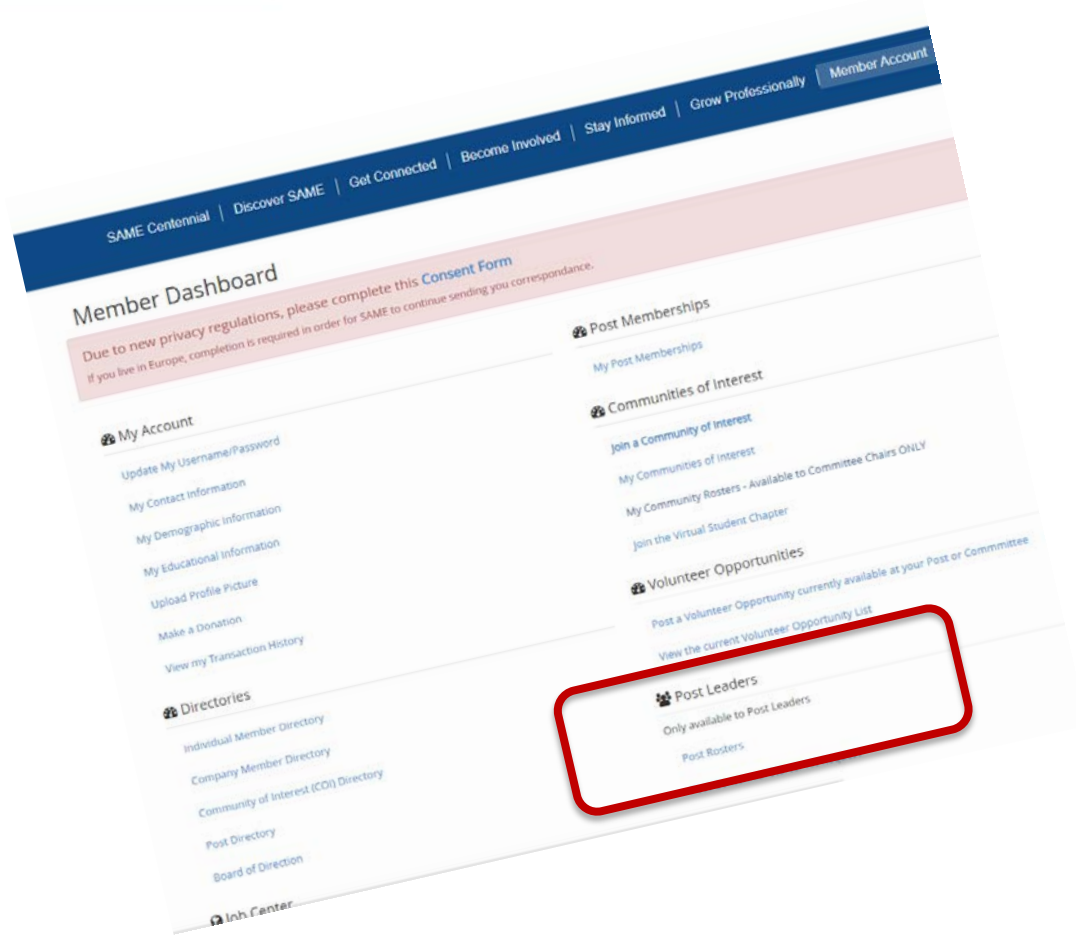 SAME Centennial | Discover SAME | Get Connected | Become Involved | Stay Informed | Grow Professionally | Member Account
Member Dashboard
Due to new privacy regulations, please complete this Consent Form
If you live in Europe, completion is required in order for SAME to continue sending you correspondance.
My Account
Update My Username/Password
My Contact Information
My Demographic Information
My Educational Information
Upload Profile Picture
Make a Donation
View my Transaction History
Directories
Individual Member Directory
Company Member Directory
Community of Interest (COI) Directory
Post Directory
Board of Direction
Job Center
Post Memberships
My Post Memberships
Communities of Interest
Join a Community of Interest
My Communities of Interest
My Community Rosters - Available to Committee Chairs ONLY
Join the Virtual Student Chapter
Volunteer Opportunities
Post a Volunteer Opportunity currently available at your Post or Commmittee
View the current Volunteer Opportunity List
Post Leaders
Only available to Post Leaders
Post Rosters